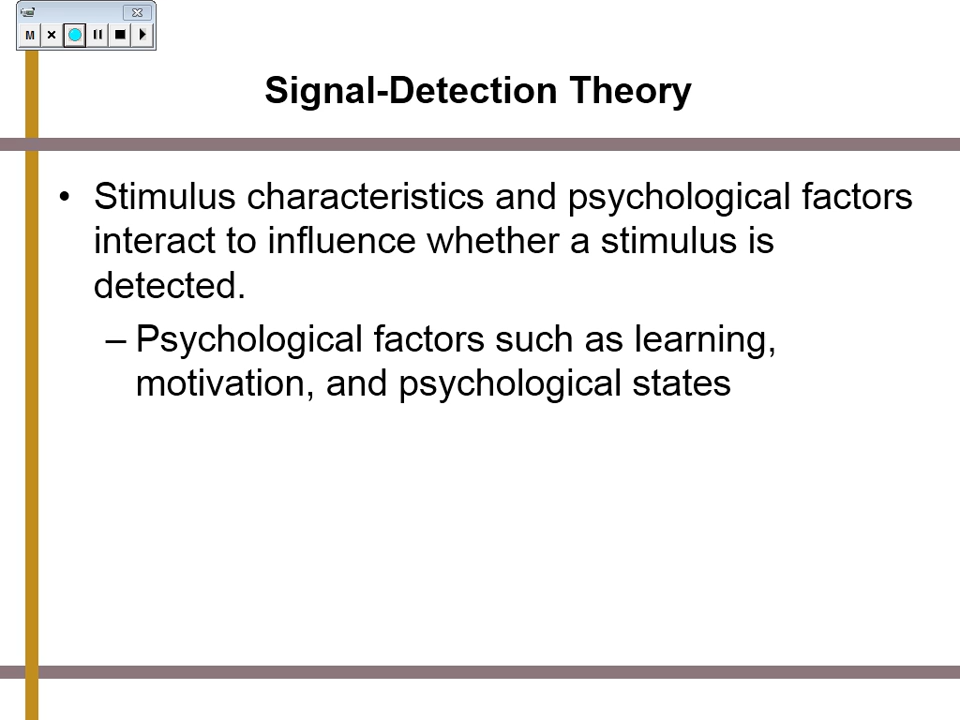 M
Signal-Detection Theory
• Stimulus characteristics and psychological factors
interact to influence whether a stimulus is
detected.
– Psychological factors such as learning,
motivation, and psychological states